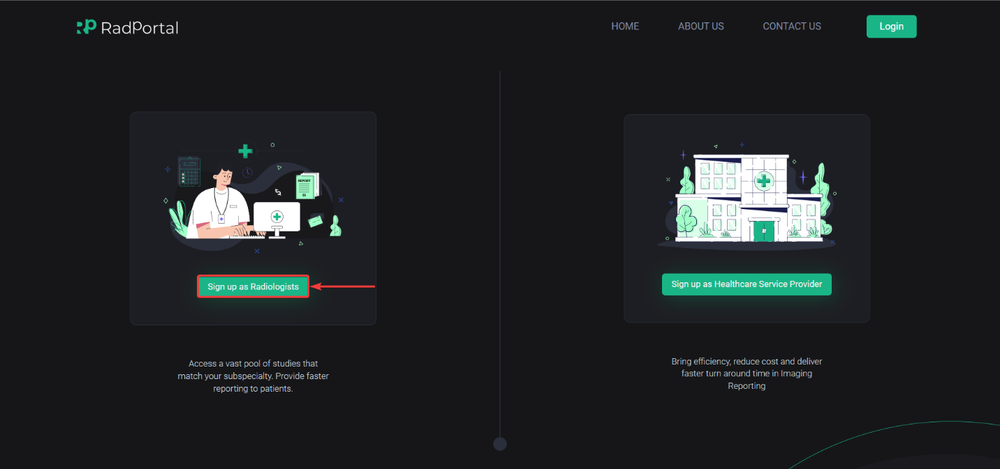 RadPortal
HOME
ABOUT US
CONTACT US
Login
REPORT
Sign up as Radiologists
Access a vast pool of studies that
match your subspecialty. Provide faster
reporting to patients.
Sign up as Healthcare Service Provider
Bring efficiency, reduce cost and deliver
faster turn around time in Imaging
Reporting